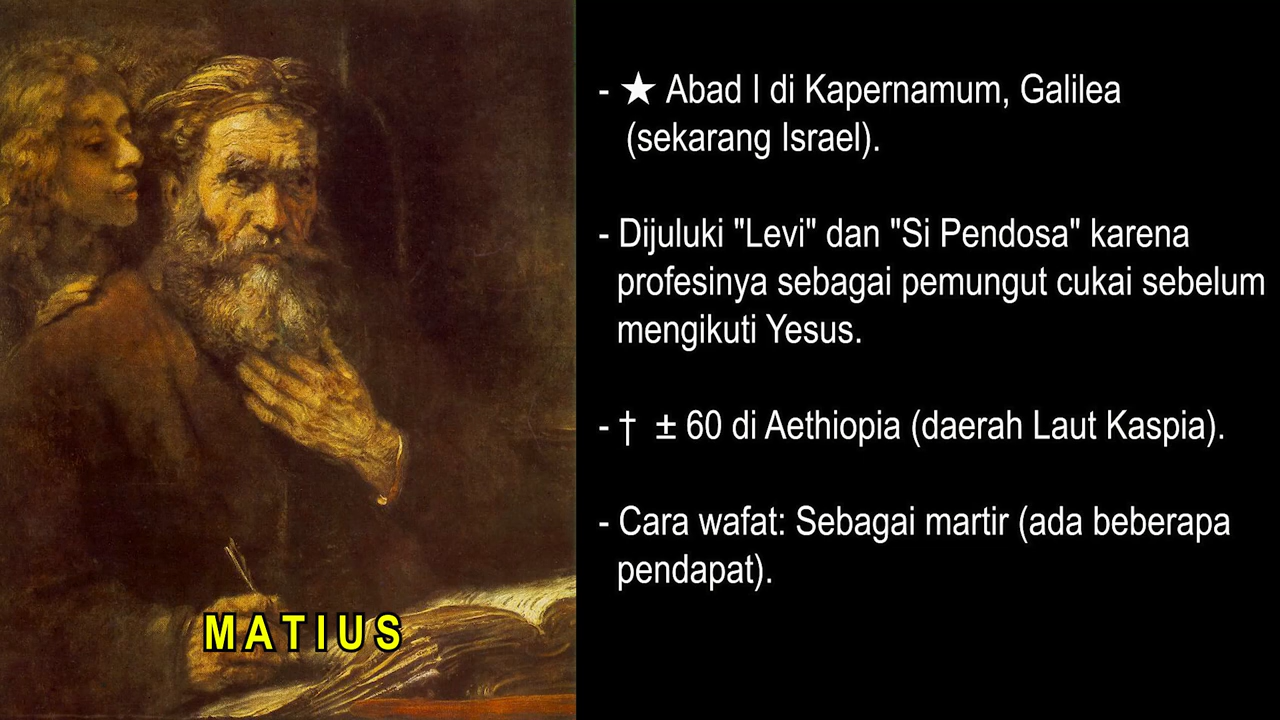 - ★ Abad I di Kapernamum, Galilea
(sekarang Israel).
- Dijuluki "Levi" dan "Si Pendosa" karena
profesinya sebagai pemungut cukai sebelum
mengikuti Yesus.
- † ± 60 di Aethiopia (daerah Laut Kaspia).
- Cara wafat: Sebagai martir (ada beberapa
pendapat).
MATIUS